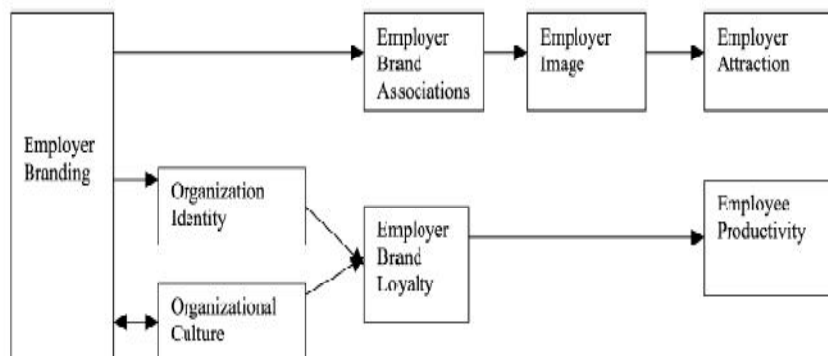 Employer
Branding
Employer
Brand
Associations
Employer
Image
Employer
Attraction
Organization
Identity
Organizational
Culture
Employer
Brand
Loyalty
Employee
Productivity